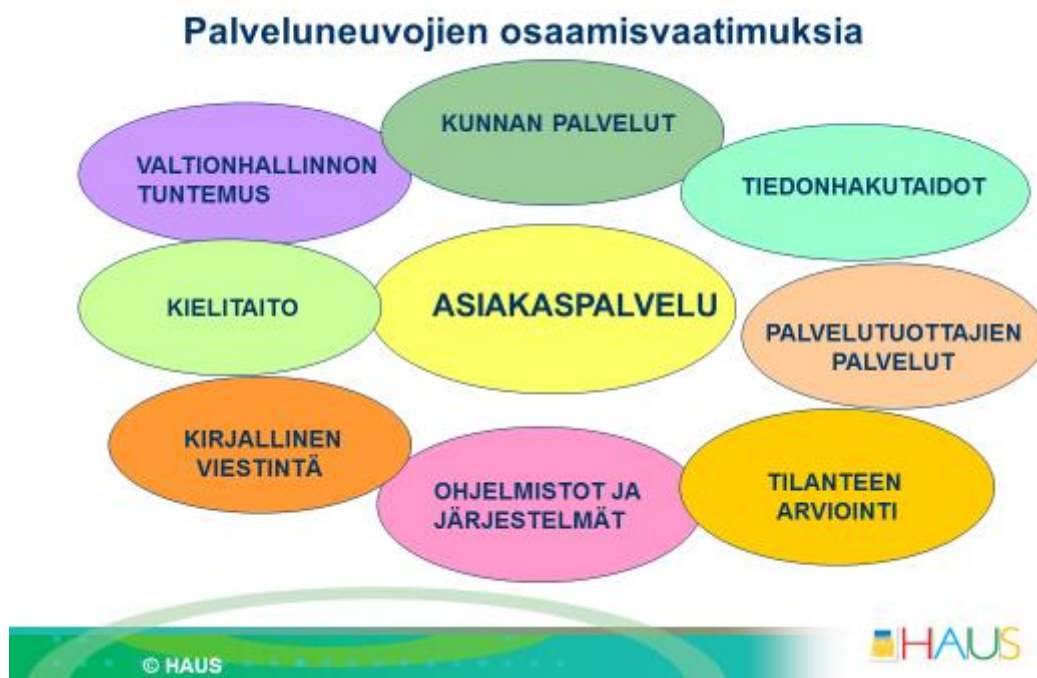 Palveluneuvojien osaamisvaatimuksia
KUNNAN PALVELUT
VALTIONHALLINNON
TUNTEMUS
TIEDONHAKUTAIDOT
KIELITAITO
ASIAKASPALVELU
PALVELUTUOTTAJIEN
PALVELUT
KIRJALLINEN
VIESTINTÄ
OHJELMISTOT JA
JÄRJESTELMÄT
TILANTEEN
ARVIOINTI
© HAUS
HAUS